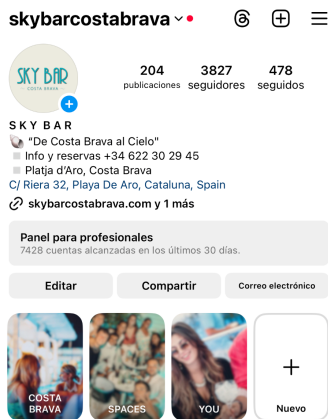 skybarcostabrava
SKY BAR
COSTA BRAVA
204
publicaciones
3827
seguidores
478
seguidos
SKY BAR
🐚 “De Costa Brava al Cielo”
◽ Info y reservas +34 622 30 29 45
◽ Platja d’Aro, Costa Brava
C/ Riera 32, Playa De Aro, Cataluna, Spain
skybarcostabrava.com y 1 más
Panel para profesionales
7428 cuentas alcanzadas en los últimos 30 días.
Editar
Compartir
Correo electrónico
COSTA
BRAVA
SPACES
YOU
Nuevo